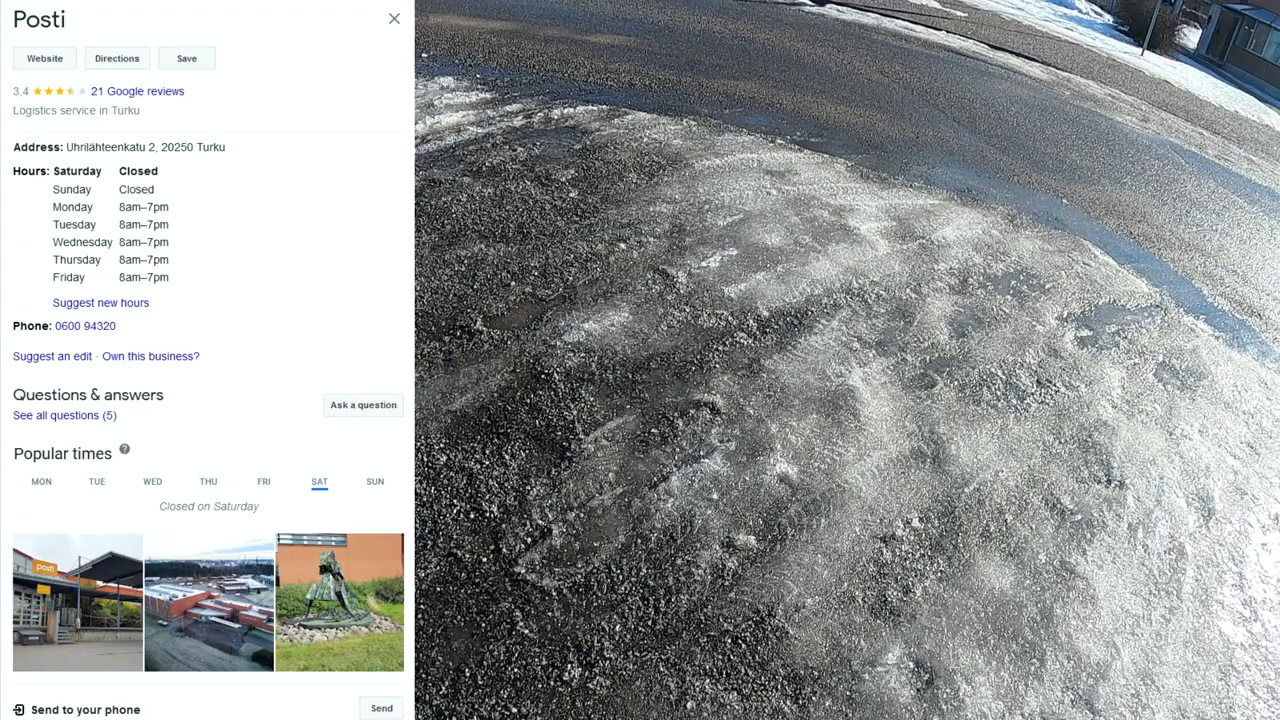 Posti
Website Directions Save
3,4 21 Google reviews
Logistics service in Turku
Address: Uhrilähteenkatu 2, 20250 Turku
Hours: Saturday Closed
Sunday Closed
Monday 8am–7pm
Tuesday 8am–7pm
Wednesday 8am–7pm
Thursday 8am–7pm
Friday 8am–7pm
Suggest new hours
Phone: 0600 94320
Suggest an edit · Own this business?
Questions & answers
See all questions (5)
Ask a question
Popular times ?
MON TUE WED THU FRI SAT SUN
Closed on Saturday
posti
Send to your phone Send